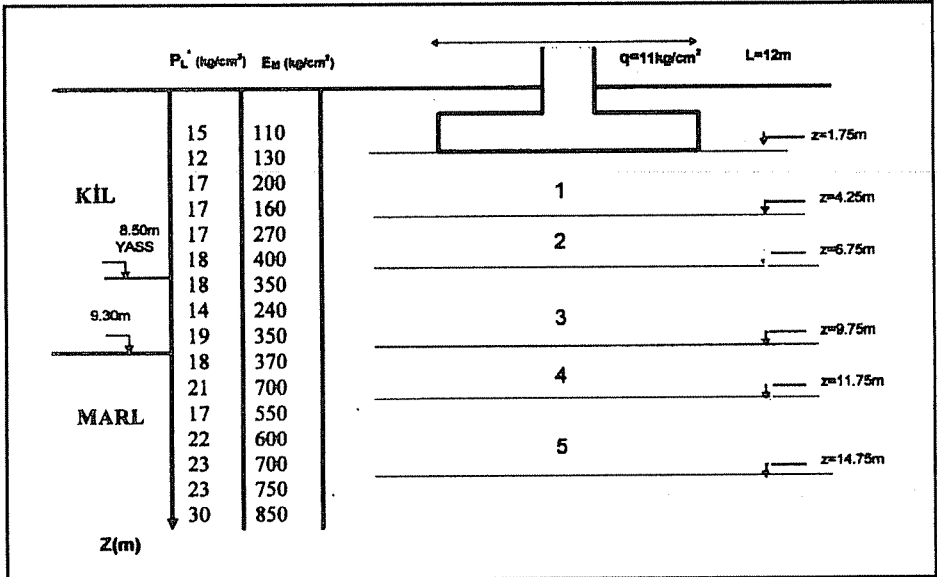 P_L* (kg/cm²) E_M (kg/cm²) q=11kg/cm² L=12m
15 110 z=1.75m
12 130
KİL 17 200 1 z=4.25m
17 160
8.50m YASS 17 270 2 z=6.75m
18 400
18 350
9.30m 14 240 3 z=9.75m
19 350
18 370 4 z=11.75m
21 700
MARL 17 550
22 600 5 z=14.75m
23 700
23 750
30 850
Z(m)